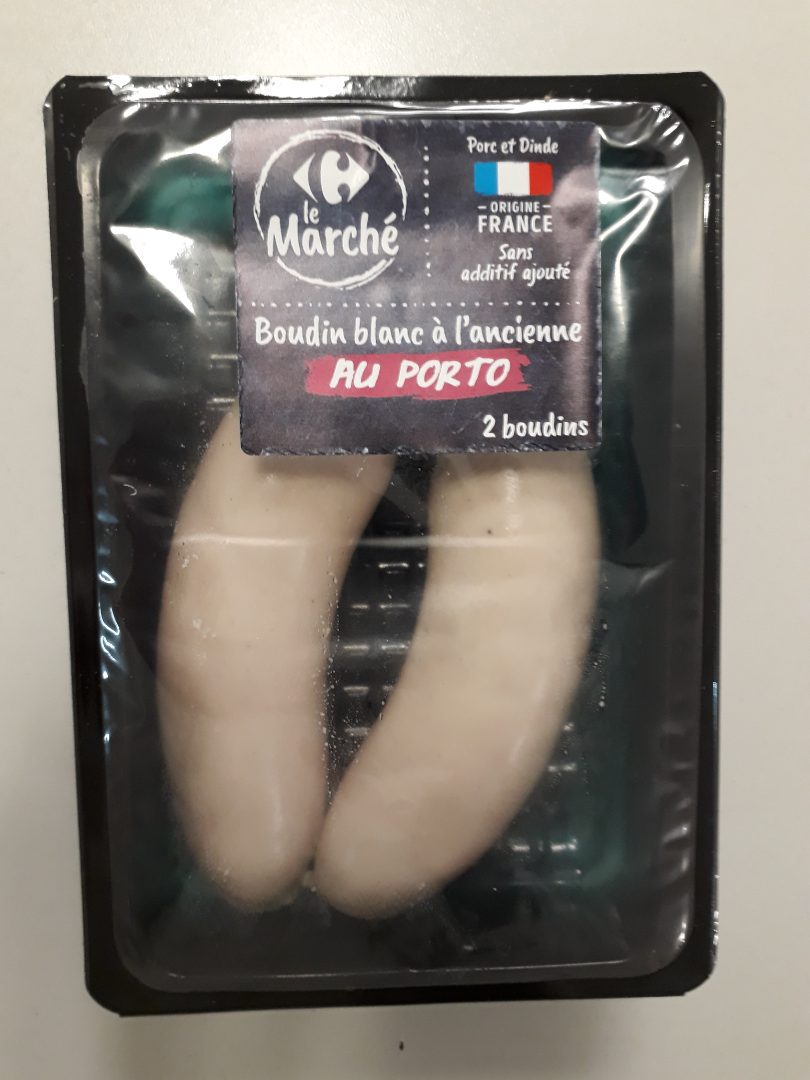 le
Marché
Porc et Dinde
- ORIGINE -
FRANCE
Sans
additif ajouté
Boudin blanc à l'ancienne
AU PORTO
2 boudins